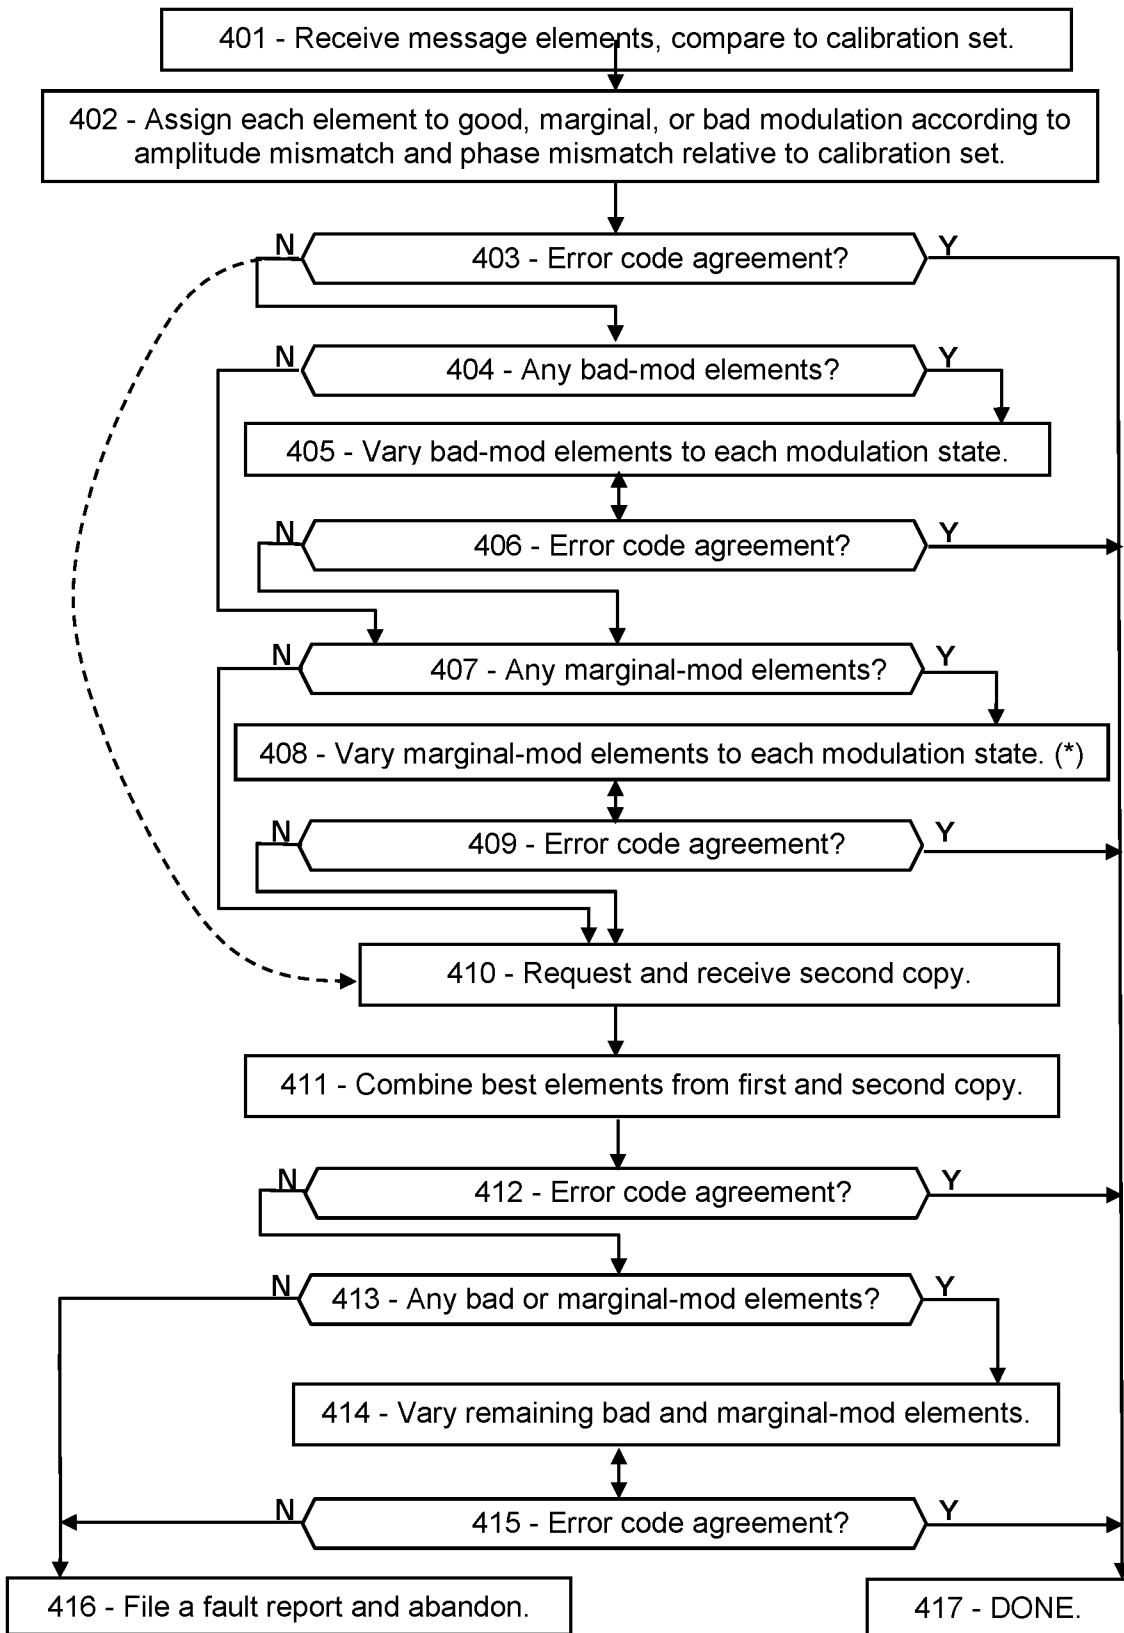 401 - Receive message elements, compare to calibration set.
402 - Assign each element to good, marginal, or bad modulation according to
amplitude mismatch and phase mismatch relative to calibration set.
N
403 - Error code agreement?
Y
N
404 - Any bad-mod elements?
Y
405 - Vary bad-mod elements to each modulation state.
N
406 - Error code agreement?
Y
N
407 - Any marginal-mod elements?
Y
408 - Vary marginal-mod elements to each modulation state. (*)
N
409 - Error code agreement?
Y
410 - Request and receive second copy.
411 - Combine best elements from first and second copy.
N
412 - Error code agreement?
Y
N
413 - Any bad or marginal-mod elements?
Y
414 - Vary remaining bad and marginal-mod elements.
N
415 - Error code agreement?
Y
416 - File a fault report and abandon.
417 - DONE.